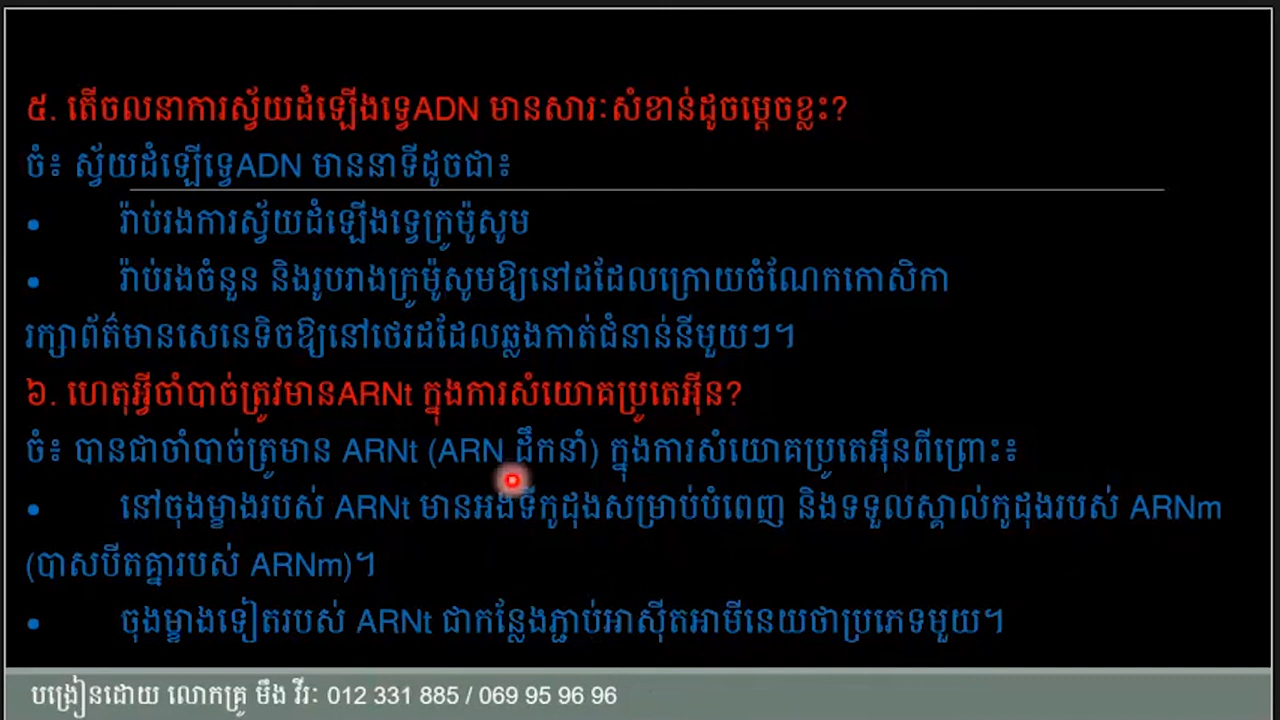 ៥. តើចលនាការស្វ័យដំឡើងទ្វេADN មានសារៈសំខាន់ដូចម្ដេចខ្លះ?
ចំ៖ ស្វ័យដំឡើទ្វេADN មាននាទីដូចជា៖
• រ៉ាប់រងការស្វ័យដំឡើងទ្វេក្រូម៉ូសូម
• រ៉ាប់រងចំនួន និងរូបរាងក្រូម៉ូសូមឱ្យនៅដដែលក្រោយចំណែកកោសិកា
រក្សាព័ត៌មានសេនេទិចឱ្យនៅថេរដដែលឆ្លងកាត់ជំនាន់នីមួយៗ។
៦. ហេតុអ្វីចាំបាច់ត្រូវមានARNt ក្នុងការសំយោគប្រូតេអ៊ីន?
ចំ៖ បានជាចាំបាច់ត្រូមាន ARNt (ARN ដឹកនាំ) ក្នុងការសំយោគប្រូតេអ៊ីនពីព្រោះ៖
• នៅចុងម្ខាងរបស់ ARNt មានអង់ទីកូដុងសម្រាប់បំពេញ និងទទួលស្គាល់កូដុងរបស់ ARNm
(បាសបីតគ្នារបស់ ARNm)។
• ចុងម្ខាងទៀតរបស់ ARNt ជាកន្លែងភ្ជាប់អាស៊ីតអាមីនេយថាប្រភេទមួយ។
បង្រៀនដោយ លោកគ្រូ មឹង វីរៈ 012 331 885 / 069 95 96 96